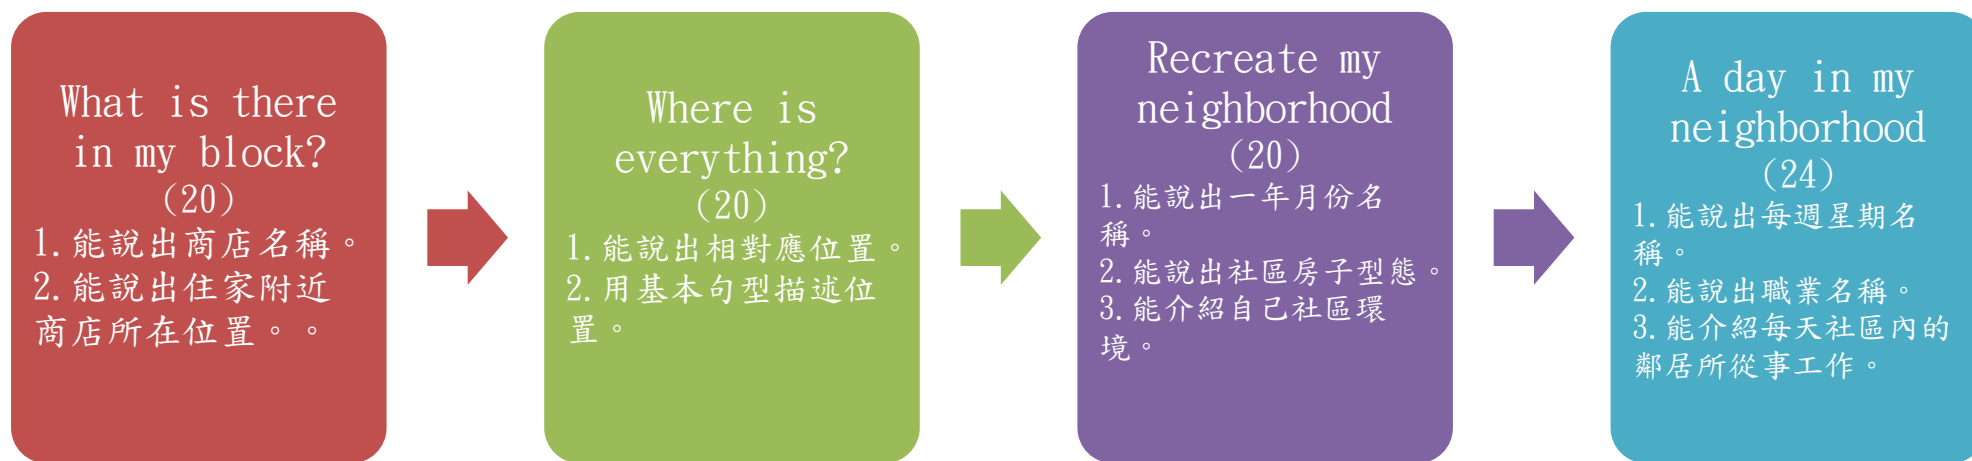 What is there
in my block?
(20)
1.能說出商店名稱。
2.能說出住家附近
商店所在位置。。
Where is
everything?
(20)
1.能說出相對應位置。
2.用基本句型描述位
置。
Recreate my
neighborhood
(20)
1.能說出一年月份名
稱。
2.能說出社區房子型態。
3.能介紹自己社區環
境。
A day in my
neighborhood
(24)
1.能說出每週星期名
稱。
2.能說出職業名稱。
3.能介紹每天社區內的
鄰居所從事工作。